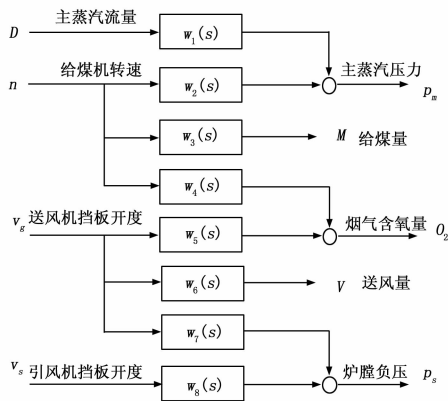 D 主蒸汽流量 w₁(s)
n 给煤机转速 w₂(s) 主蒸汽压力 pₘ
w₃(s) M 给煤量
w₄(s)
v_g 送风机挡板开度 w₅(s) 烟气含氧量 O₂
w₆(s) V 送风量
w₇(s)
v_s 引风机挡板开度 w₈(s) 炉膛负压 pₛ